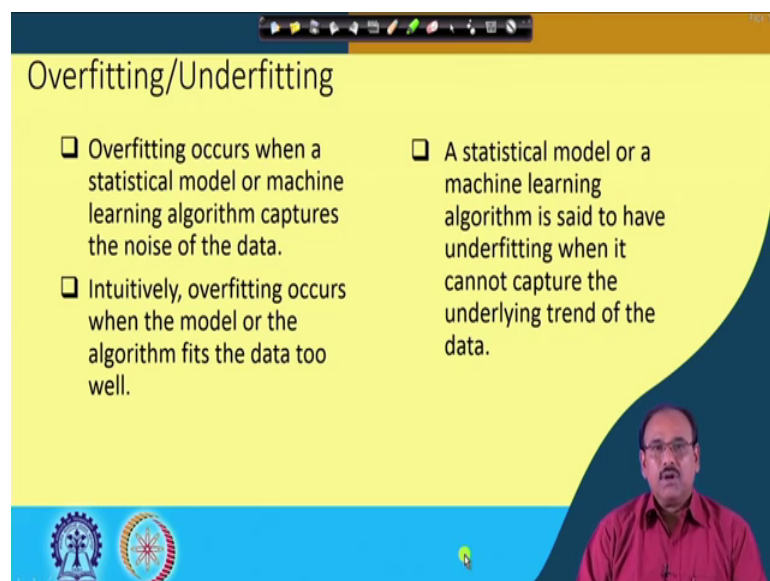 Overfitting/Underfitting
Overfitting occurs when a
statistical model or machine
learning algorithm captures
the noise of the data.
Intuitively, overfitting occurs
when the model or the
algorithm fits the data too
well.
A statistical model or a
machine learning
algorithm is said to have
underfitting when it
cannot capture the
underlying trend of the
data.